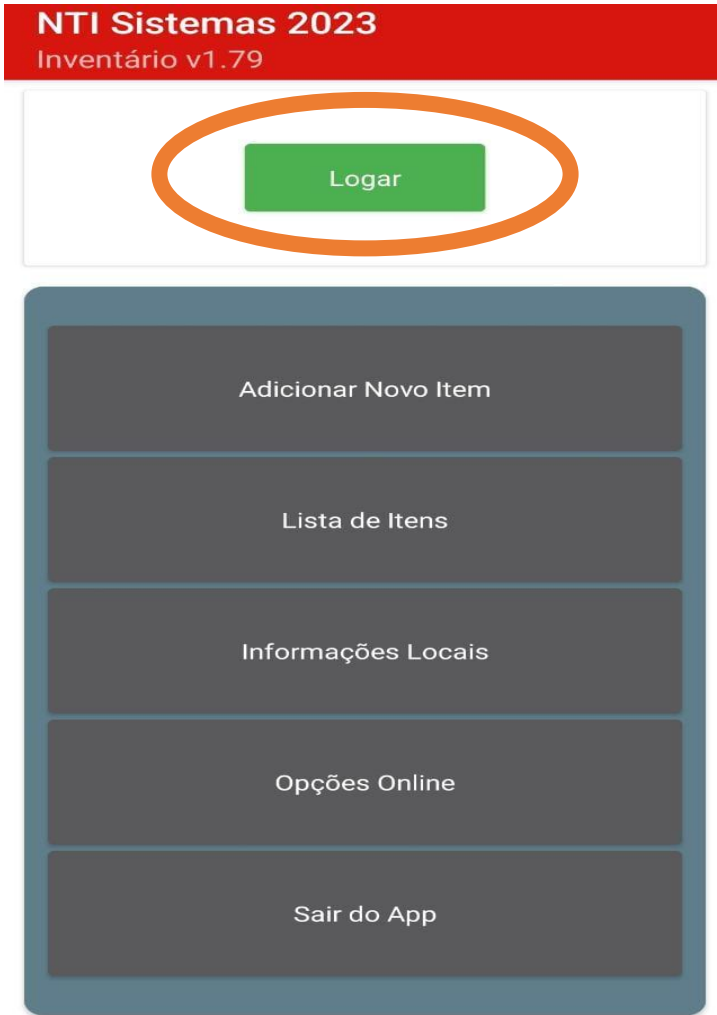 NTI Sistemas 2023
Inventário v1.79
Logar
Adicionar Novo Item
Lista de Itens
Informações Locais
Opções Online
Sair do App